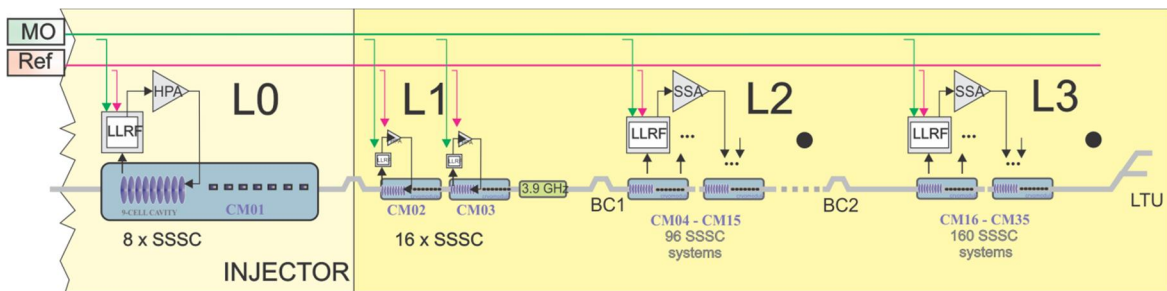 MO
Ref
HPA
L0
LLRF
9-CELL CAVITY
CM01
8 x SSSC
INJECTOR
L1
CM02
CM03
16 x SSSC
3.9 GHz
BC1
SSA
L2
LLRF
...
...
CM04 - CM15
96 SSSC
systems
BC2
SSA
L3
LLRF
...
...
CM16 - CM35
160 SSSC
systems
LTU